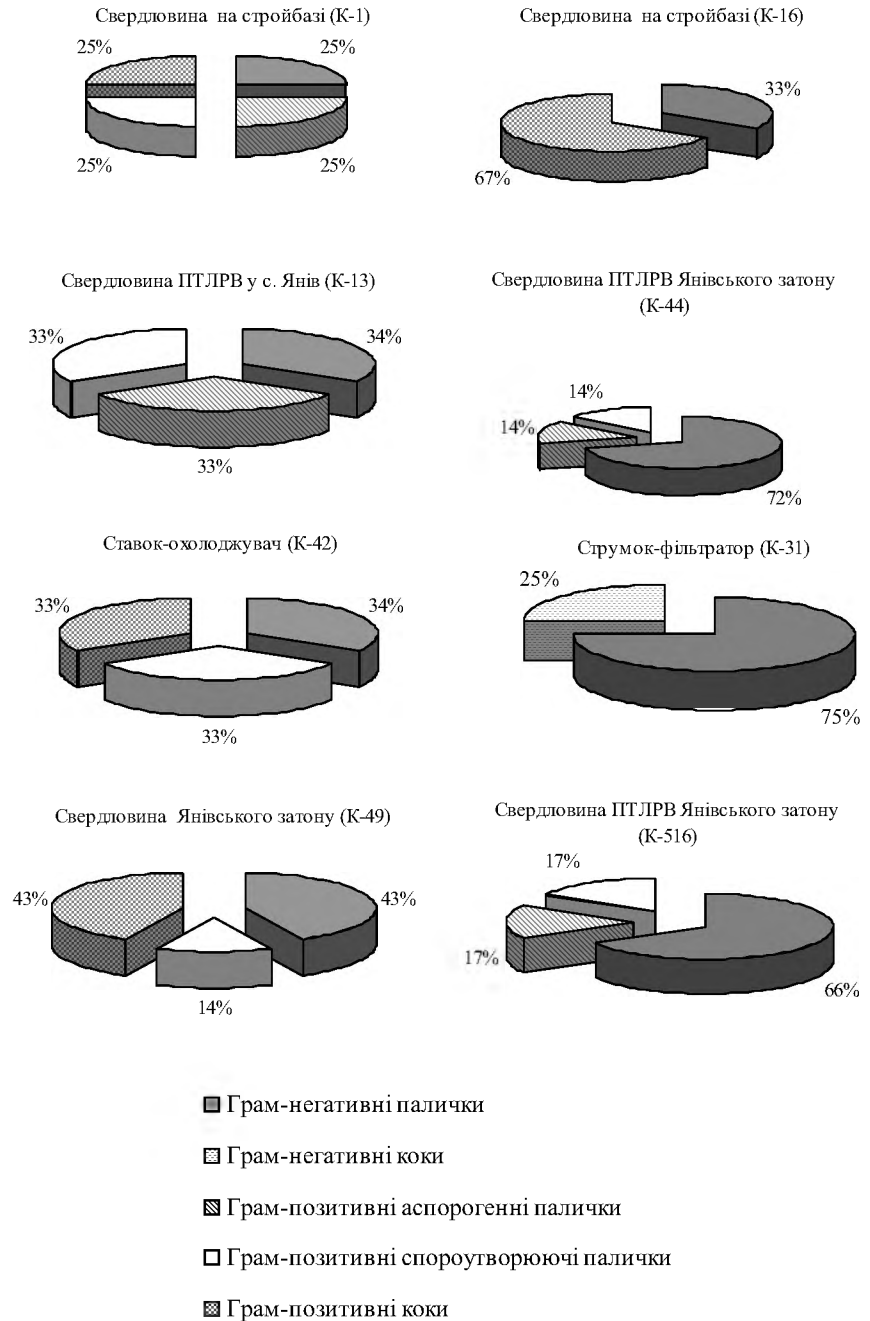 Свердловина на стройбазі (К-1)
25%
25%
25%
25%
Свердловина на стройбазі (К-16)
33%
67%
Свердловина ПТЛРВ у с. Янів (К-13)
33%
34%
33%
Свердловина ПТЛРВ Янівського затону
(К-44)
14%
14%
72%
Ставок-охолоджувач (К-42)
33%
34%
33%
Струмок-фільтратор (К-31)
25%
75%
Свердловина Янівського затону (К-49)
43%
43%
14%
Свердловина ПТЛРВ Янівського затону
(К-516)
17%
17%
66%
Грам-негативні палички
Грам-негативні коки
Грам-позитивні аспорогенні палички
Грам-позитивні спороутворюючі палички
Грам-позитивні коки